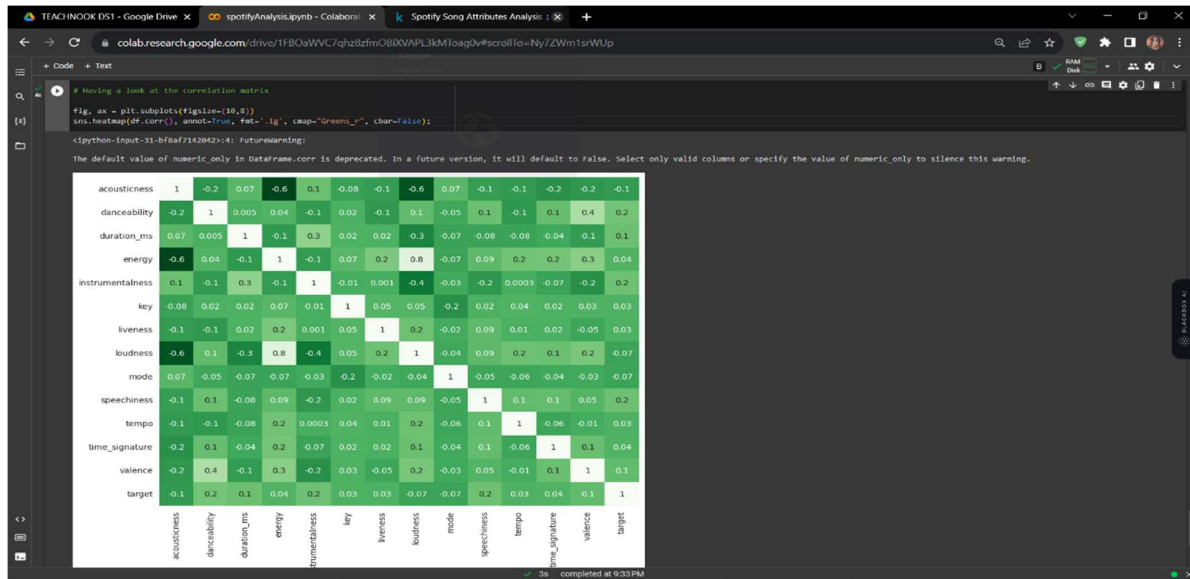 TEACHNOOK DS1 - Google Drive
spotifyAnalysis.ipynb - Colaborat
Spotify Song Attributes Analysis :
colab.research.google.com/drive/1FBOaWVC7qhz8zfmOBiXVAPL3kMToag0v#scrollTo=Ny7ZWm1srWUp
+ Code + Text
B RAM Disk
4s
# Having a look at the correlation matrix
fig, ax = plt.subplots(figsize=(10,8))
sns.heatmap(df.corr(), annot=True, fmt='.1g', cmap="Greens_r", cbar=False);
<ipython-input-31-bf8af7142042>:4: FutureWarning:
The default value of numeric_only in DataFrame.corr is deprecated. In a future version, it will default to False. Select only valid columns or specify the value of numeric_only to silence this warning.
acousticness 1 -0.2 0.07 -0.6 0.1 -0.08 -0.1 -0.6 0.07 -0.1 -0.1 -0.2 -0.2 -0.1
danceability -0.2 1 0.005 0.04 -0.1 0.02 -0.1 0.1 -0.05 0.1 -0.1 0.1 0.4 0.2
duration_ms 0.07 0.005 1 -0.1 0.3 0.02 0.02 -0.3 -0.07 -0.08 -0.08 -0.04 -0.1 0.1
energy -0.6 0.04 -0.1 1 -0.1 0.07 0.2 0.8 -0.07 0.09 0.2 0.2 0.3 0.04
instrumentalness 0.1 -0.1 0.3 -0.1 1 -0.01 0.001 -0.4 -0.03 -0.2 0.0003 -0.07 -0.2 0.2
key -0.08 0.02 0.02 0.07 -0.01 1 0.05 0.05 -0.2 0.02 0.04 0.02 0.03 0.03
liveness -0.1 -0.1 0.02 0.2 0.001 0.05 1 0.2 -0.02 0.09 0.01 0.02 -0.05 0.03
loudness -0.6 0.1 -0.3 0.8 -0.4 0.05 0.2 1 -0.04 0.09 0.2 0.1 0.2 -0.07
mode 0.07 -0.05 -0.07 -0.07 -0.03 -0.2 -0.02 -0.04 1 -0.05 -0.06 -0.04 -0.03 -0.07
speechiness -0.1 0.1 -0.08 0.09 -0.2 0.02 0.09 0.09 -0.05 1 0.1 0.1 0.05 0.2
tempo -0.1 -0.1 -0.08 0.2 0.0003 0.04 0.01 0.2 -0.06 0.1 1 -0.06 -0.01 0.03
time_signature -0.2 0.1 -0.04 0.2 -0.07 0.02 0.02 0.1 -0.04 0.1 -0.06 1 0.1 0.04
valence -0.2 0.4 -0.1 0.3 -0.2 0.03 -0.05 0.2 -0.03 0.05 -0.01 0.1 1 0.1
target -0.1 0.2 0.1 0.04 0.2 0.03 0.03 -0.07 -0.07 0.2 0.03 0.04 0.1 1
acousticness
danceability
duration_ms
energy
strumentalness
key
liveness
loudness
mode
speechiness
tempo
time_signature
valence
target
BLACKBOX AI
3s completed at 9:33 PM